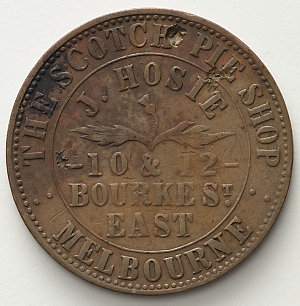 THE SCOTCH PIE SHOP
J. HOSIE
-10 & 12-
BOURKE ST.
EAST
· MELBOURNE ·